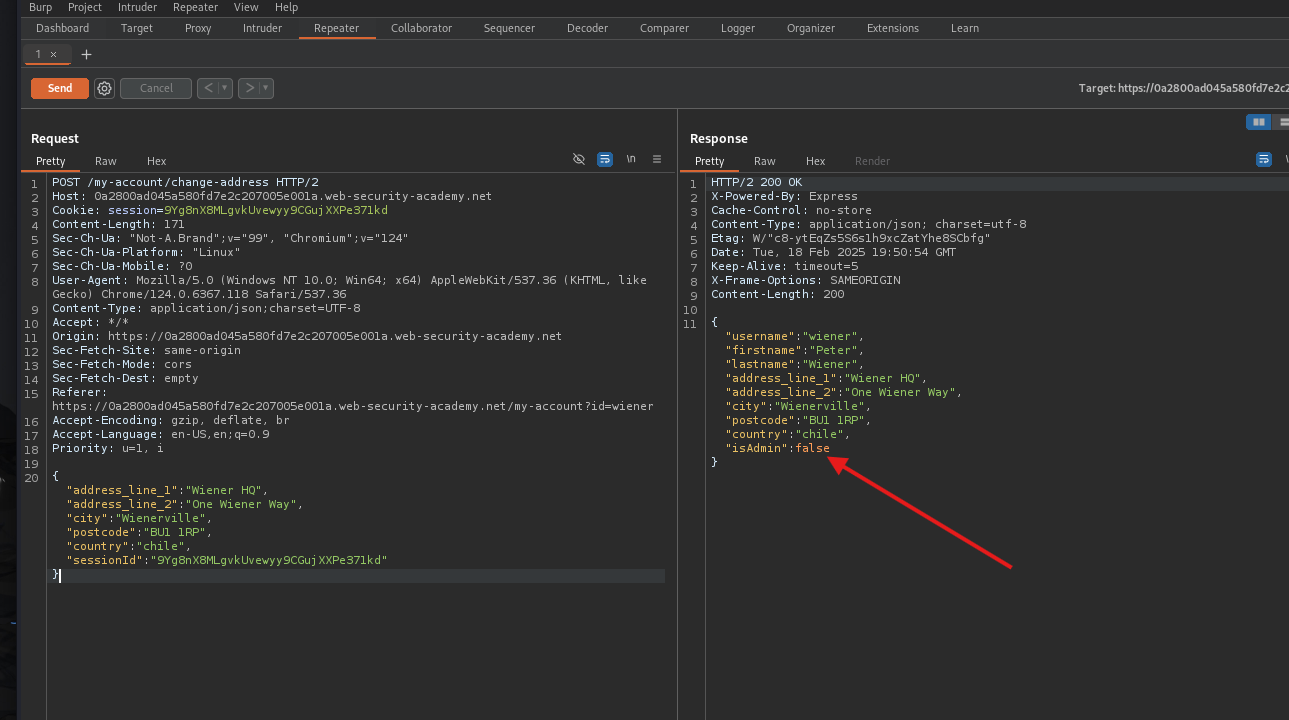 Burp Project Intruder Repeater View Help
Dashboard Target Proxy Intruder Repeater Collaborator Sequencer Decoder Comparer Logger Organizer Extensions Learn
1 × +
Send Cancel < > Target: https://0a2800ad045a580fd7e2c2
Request
Pretty Raw Hex \n
1 POST /my-account/change-address HTTP/2
2 Host: 0a2800ad045a580fd7e2c207005e001a.web-security-academy.net
3 Cookie: session=9Yg8nX8MLgvkUvewyy9CGujXXPe371kd
4 Content-Length: 171
5 Sec-Ch-Ua: "Not-A.Brand";v="99", "Chromium";v="124"
6 Sec-Ch-Ua-Platform: "Linux"
7 Sec-Ch-Ua-Mobile: ?0
8 User-Agent: Mozilla/5.0 (Windows NT 10.0; Win64; x64) AppleWebKit/537.36 (KHTML, like
Gecko) Chrome/124.0.6367.118 Safari/537.36
9 Content-Type: application/json;charset=UTF-8
10 Accept: */*
11 Origin: https://0a2800ad045a580fd7e2c207005e001a.web-security-academy.net
12 Sec-Fetch-Site: same-origin
13 Sec-Fetch-Mode: cors
14 Sec-Fetch-Dest: empty
15 Referer:
https://0a2800ad045a580fd7e2c207005e001a.web-security-academy.net/my-account?id=wiener
16 Accept-Encoding: gzip, deflate, br
17 Accept-Language: en-US,en;q=0.9
18 Priority: u=1, i
19
20 {
"address_line_1":"Wiener HQ",
"address_line_2":"One Wiener Way",
"city":"Wienerville",
"postcode":"BU1 1RP",
"country":"chile",
"sessionId":"9Yg8nX8MLgvkUvewyy9CGujXXPe371kd"
}
Response
Pretty Raw Hex Render
1 HTTP/2 200 OK
2 X-Powered-By: Express
3 Cache-Control: no-store
4 Content-Type: application/json; charset=utf-8
5 Etag: W/"c8-ytEqZs5S6s1h9xcZatYhe8SCbfg"
6 Date: Tue, 18 Feb 2025 19:50:54 GMT
7 Keep-Alive: timeout=5
8 X-Frame-Options: SAMEORIGIN
9 Content-Length: 200
10
11 {
"username":"wiener",
"firstname":"Peter",
"lastname":"Wiener",
"address_line_1":"Wiener HQ",
"address_line_2":"One Wiener Way",
"city":"Wienerville",
"postcode":"BU1 1RP",
"country":"chile",
"isAdmin":false
}